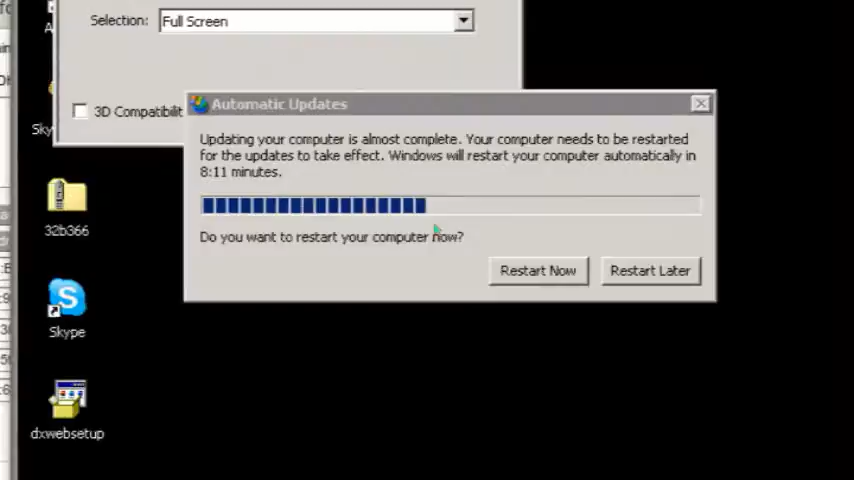 Selection: Full Screen
3D Compatibilit
Automatic Updates
Updating your computer is almost complete. Your computer needs to be restarted
for the updates to take effect. Windows will restart your computer automatically in
8:11 minutes.
Do you want to restart your computer now?
Restart Now
Restart Later
Sky
32b366
Skype
dxwebsetup